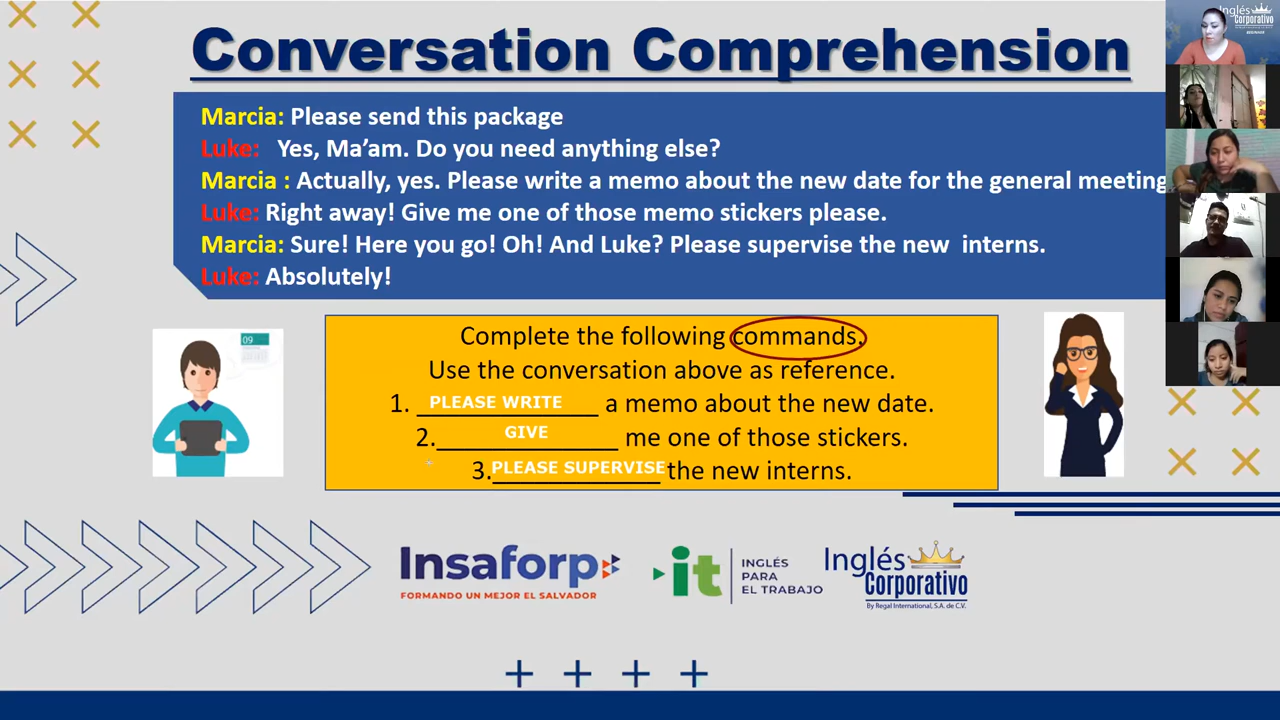 Conversation Comprehension
Marcia: Please send this package
Luke: Yes, Ma’am. Do you need anything else?
Marcia : Actually, yes. Please write a memo about the new date for the general meeting
Luke: Right away! Give me one of those memo stickers please.
Marcia: Sure! Here you go! Oh! And Luke? Please supervise the new interns.
Luke: Absolutely!
09
Complete the following commands.
Use the conversation above as reference.
1. PLEASE WRITE a memo about the new date.
2. GIVE me one of those stickers.
3. PLEASE SUPERVISE the new interns.
Insaforp
FORMANDO UN MEJOR EL SALVADOR
it
INGLÉS
PARA
EL TRABAJO
Inglés
Corporativo
By Regal International, S.A. de C.V.
Inglés
Corporativo